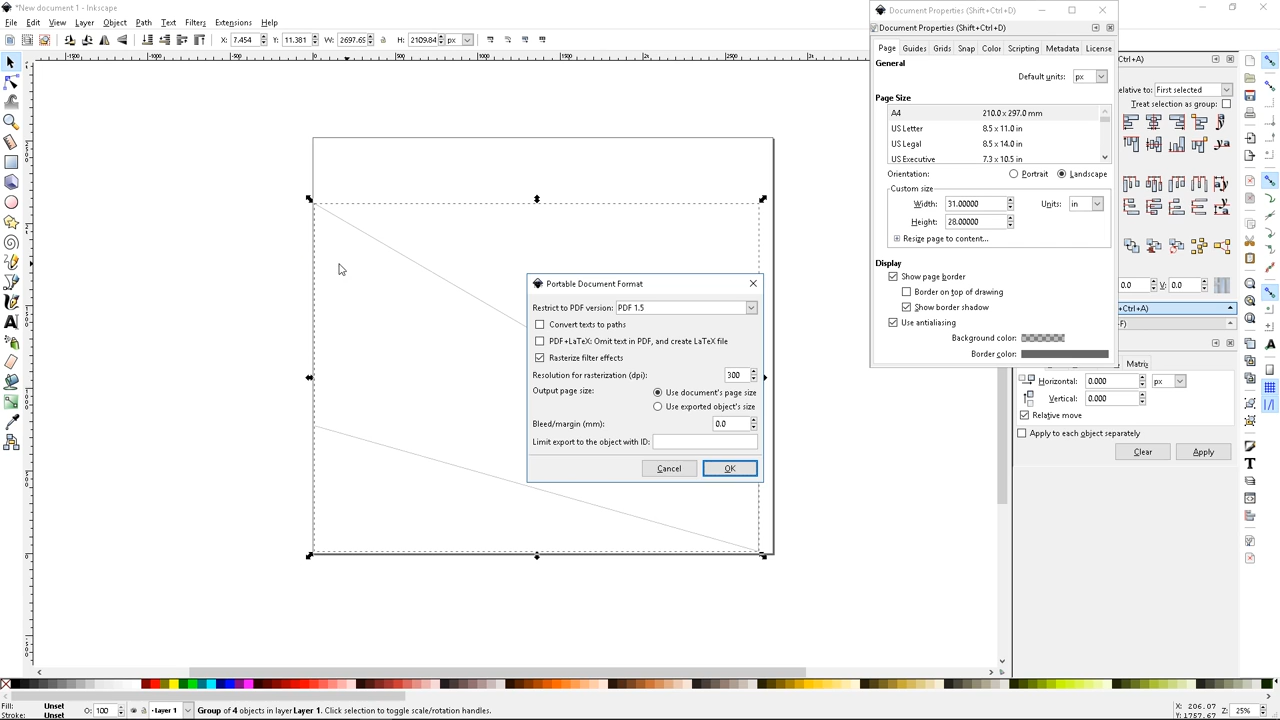 *New document 1 - Inkscape
File Edit View Layer Object Path Text Filters Extensions Help
X: 7.454 Y: 11.381 W: 2697.65 H: 2109.84 px
Document Properties (Shift+Ctrl+D)
Document Properties (Shift+Ctrl+D)
Page Guides Grids Snap Color Scripting Metadata License
General
Default units: px
Page Size
A4 210.0 x 297.0 mm
US Letter 8.5 x 11.0 in
US Legal 8.5 x 14.0 in
US Executive 7.3 x 10.5 in
Orientation: Portrait Landscape
Custom size
Width: 31.00000 Units: in
Height: 28.00000
Resize page to content...
Display
Show page border
Border on top of drawing
Show border shadow
Use antialiasing
Background color:
Border color:
Ctrl+A)
elative to: First selected
Treat selection as group:
0.0 V: 0.0
Ctrl+A)
Matrix
Horizontal: 0.000 px
Vertical: 0.000
Relative move
Apply to each object separately
Clear Apply
Portable Document Format
Restrict to PDF version: PDF 1.5
Convert texts to paths
PDF+LaTeX: Omit text in PDF, and create LaTeX file
Rasterize filter effects
Resolution for rasterization (dpi): 300
Output page size: Use document's page size
Use exported object's size
Bleed/margin (mm): 0.0
Limit export to the object with ID:
Cancel OK
Fill: Unset
Stroke: Unset
O: 100
Layer 1
Group of 4 objects in layer Layer 1. Click selection to toggle scale/rotation handles.
X: 206.07
Y: 1757.67
Z: 25%